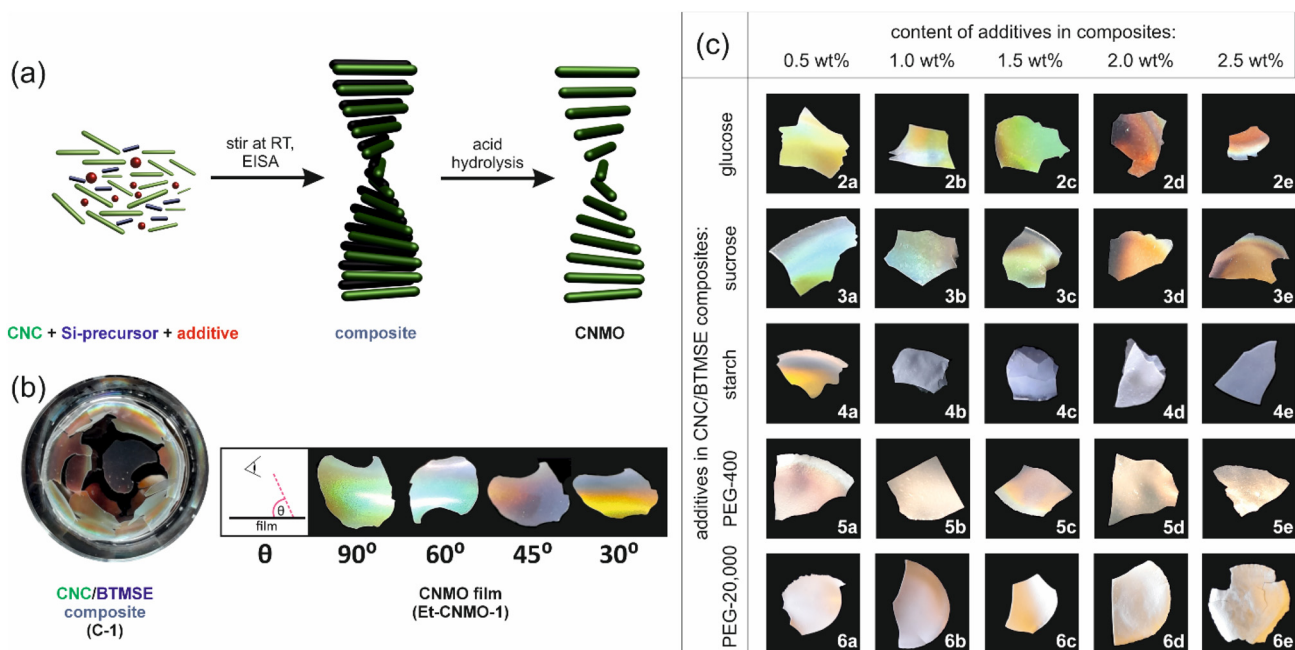 (a)
stir at RT,
EISA
acid
hydrolysis
CNC + Si-precursor + additive
composite
CNMO
(b)
θ
film
θ
90⁰
60⁰
45⁰
30⁰
CNC/BTMSE
composite
(C-1)
CNMO film
(Et-CNMO-1)
(c)
content of additives in composites:
0.5 wt%
1.0 wt%
1.5 wt%
2.0 wt%
2.5 wt%
additives in CNC/BTMSE composites:
glucose
2a
2b
2c
2d
2e
sucrose
3a
3b
3c
3d
3e
starch
4a
4b
4c
4d
4e
PEG-400
5a
5b
5c
5d
5e
PEG-20,000
6a
6b
6c
6d
6e